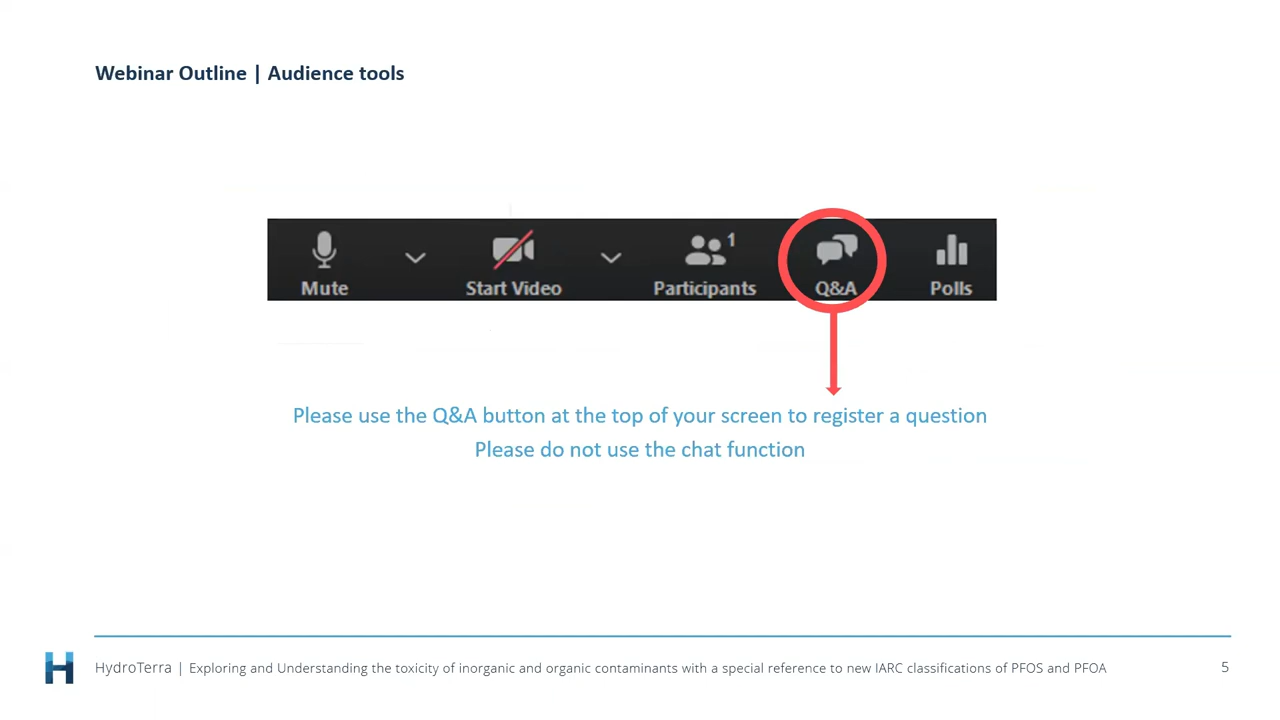 Webinar Outline | Audience tools
Mute
Start Video
Participants
1
Q&A
Polls
Please use the Q&A button at the top of your screen to register a question
Please do not use the chat function
HydroTerra | Exploring and Understanding the toxicity of inorganic and organic contaminants with a special reference to new IARC classifications of PFOS and PFOA
5